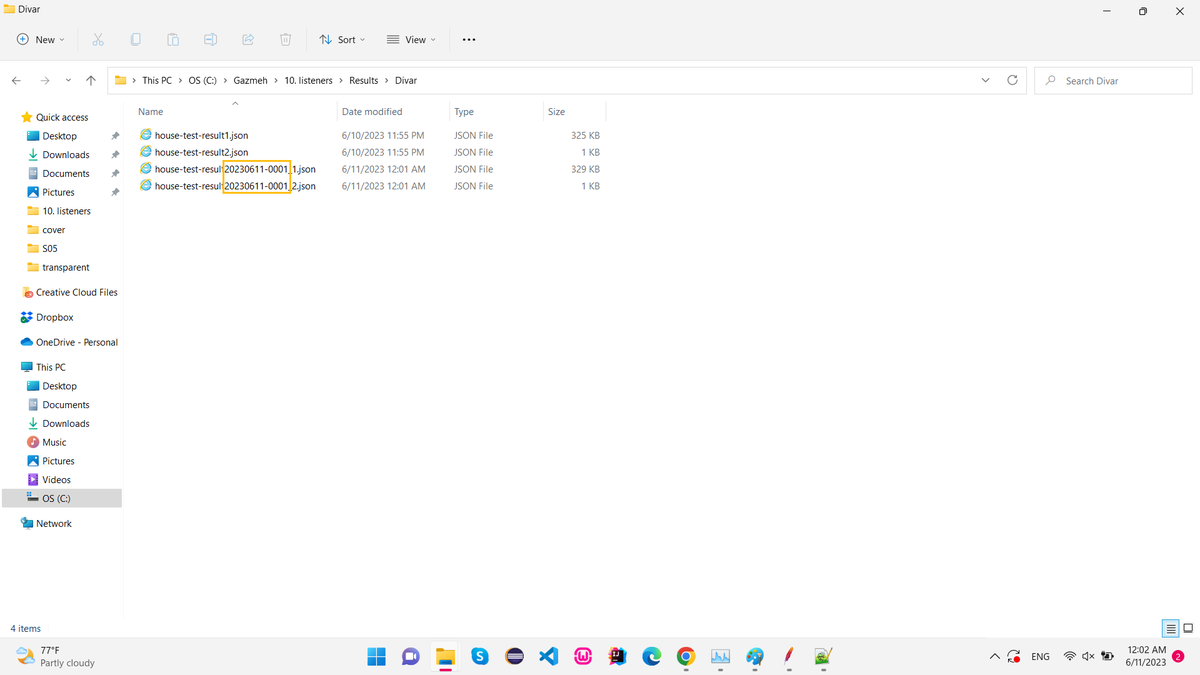 Divar
New
Sort
View
This PC > OS (C:) > Gazmeh > 10. listeners > Results > Divar
Search Divar
Name
Date modified
Type
Size
house-test-result1.json 6/10/2023 11:55 PM JSON File 325 KB
house-test-result2.json 6/10/2023 11:55 PM JSON File 1 KB
house-test-result20230611-0001_1.json 6/11/2023 12:01 AM JSON File 329 KB
house-test-result20230611-0001_2.json 6/11/2023 12:01 AM JSON File 1 KB
Quick access
Desktop
Downloads
Documents
Pictures
10. listeners
cover
S05
transparent
Creative Cloud Files
Dropbox
OneDrive - Personal
This PC
Desktop
Documents
Downloads
Music
Pictures
Videos
OS (C:)
Network
4 items
77°F
Partly cloudy
ENG
12:02 AM
6/11/2023
2